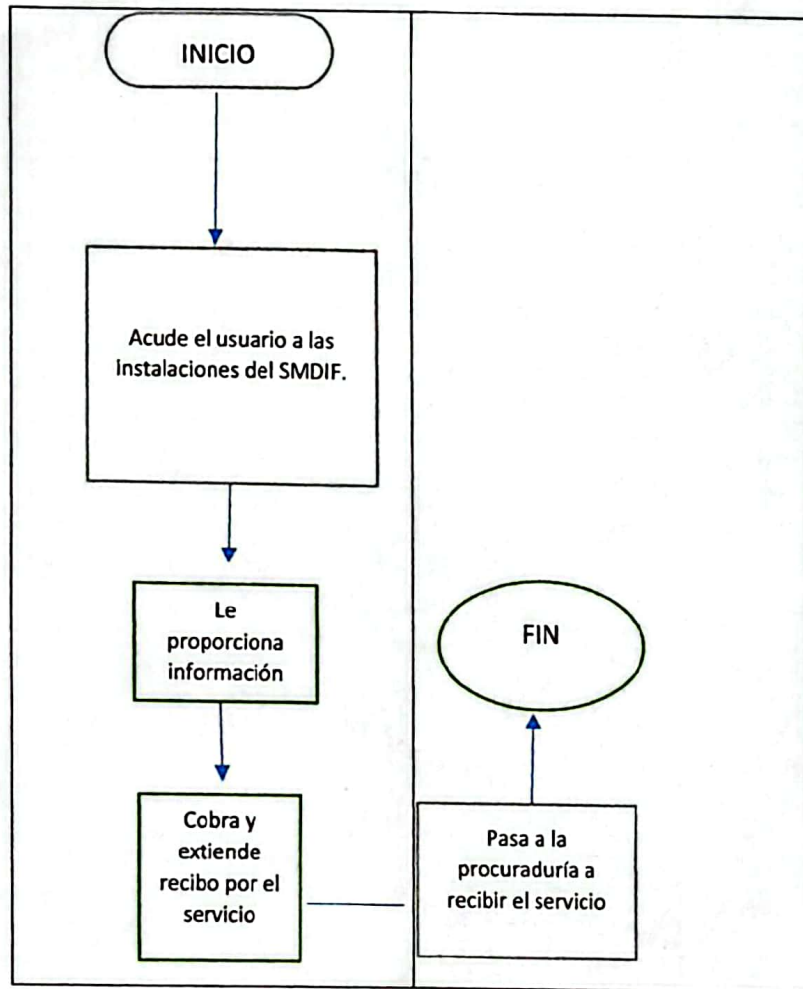 INICIO
Acude el usuario a las
instalaciones del SMDIF.
Le
proporciona
información
Cobra y
extiende
recibo por el
servicio
Pasa a la
procuraduría a
recibir el servicio
FIN